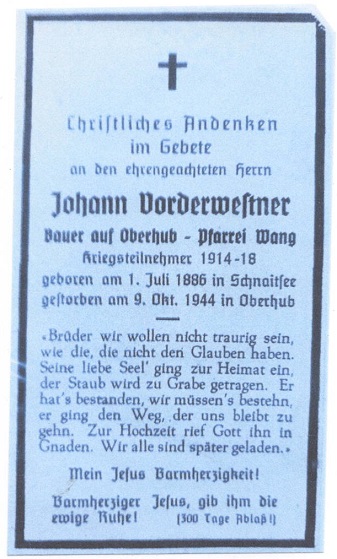 Christliches Andenken
im Gebete
an den ehrengeachteten Herrn
Johann Vorderwestner
Bauer auf Oberhub - Pfarrei Wang
Kriegsteilnehmer 1914-18
geboren am 1. Juli 1886 in Schnaitsee
gestorben am 9. Okt. 1944 in Oberhub
„Brüder wir wollen nicht traurig sein,
wie die, die nicht den Glauben haben.
Seine liebe Seel' ging zur Heimat ein,
der Staub wird zu Grabe getragen. Er
hat's bestanden, wir müssen's bestehn,
er ging den Weg, der uns bleibt zu
gehn. Zur Hochzeit rief Gott ihn in
Gnaden. Wir alle sind später geladen.“
Mein Jesus Barmherzigkeit!
Barmherziger Jesus, gib ihm die
ewige Ruhe! (300 Tage Ablaß!)